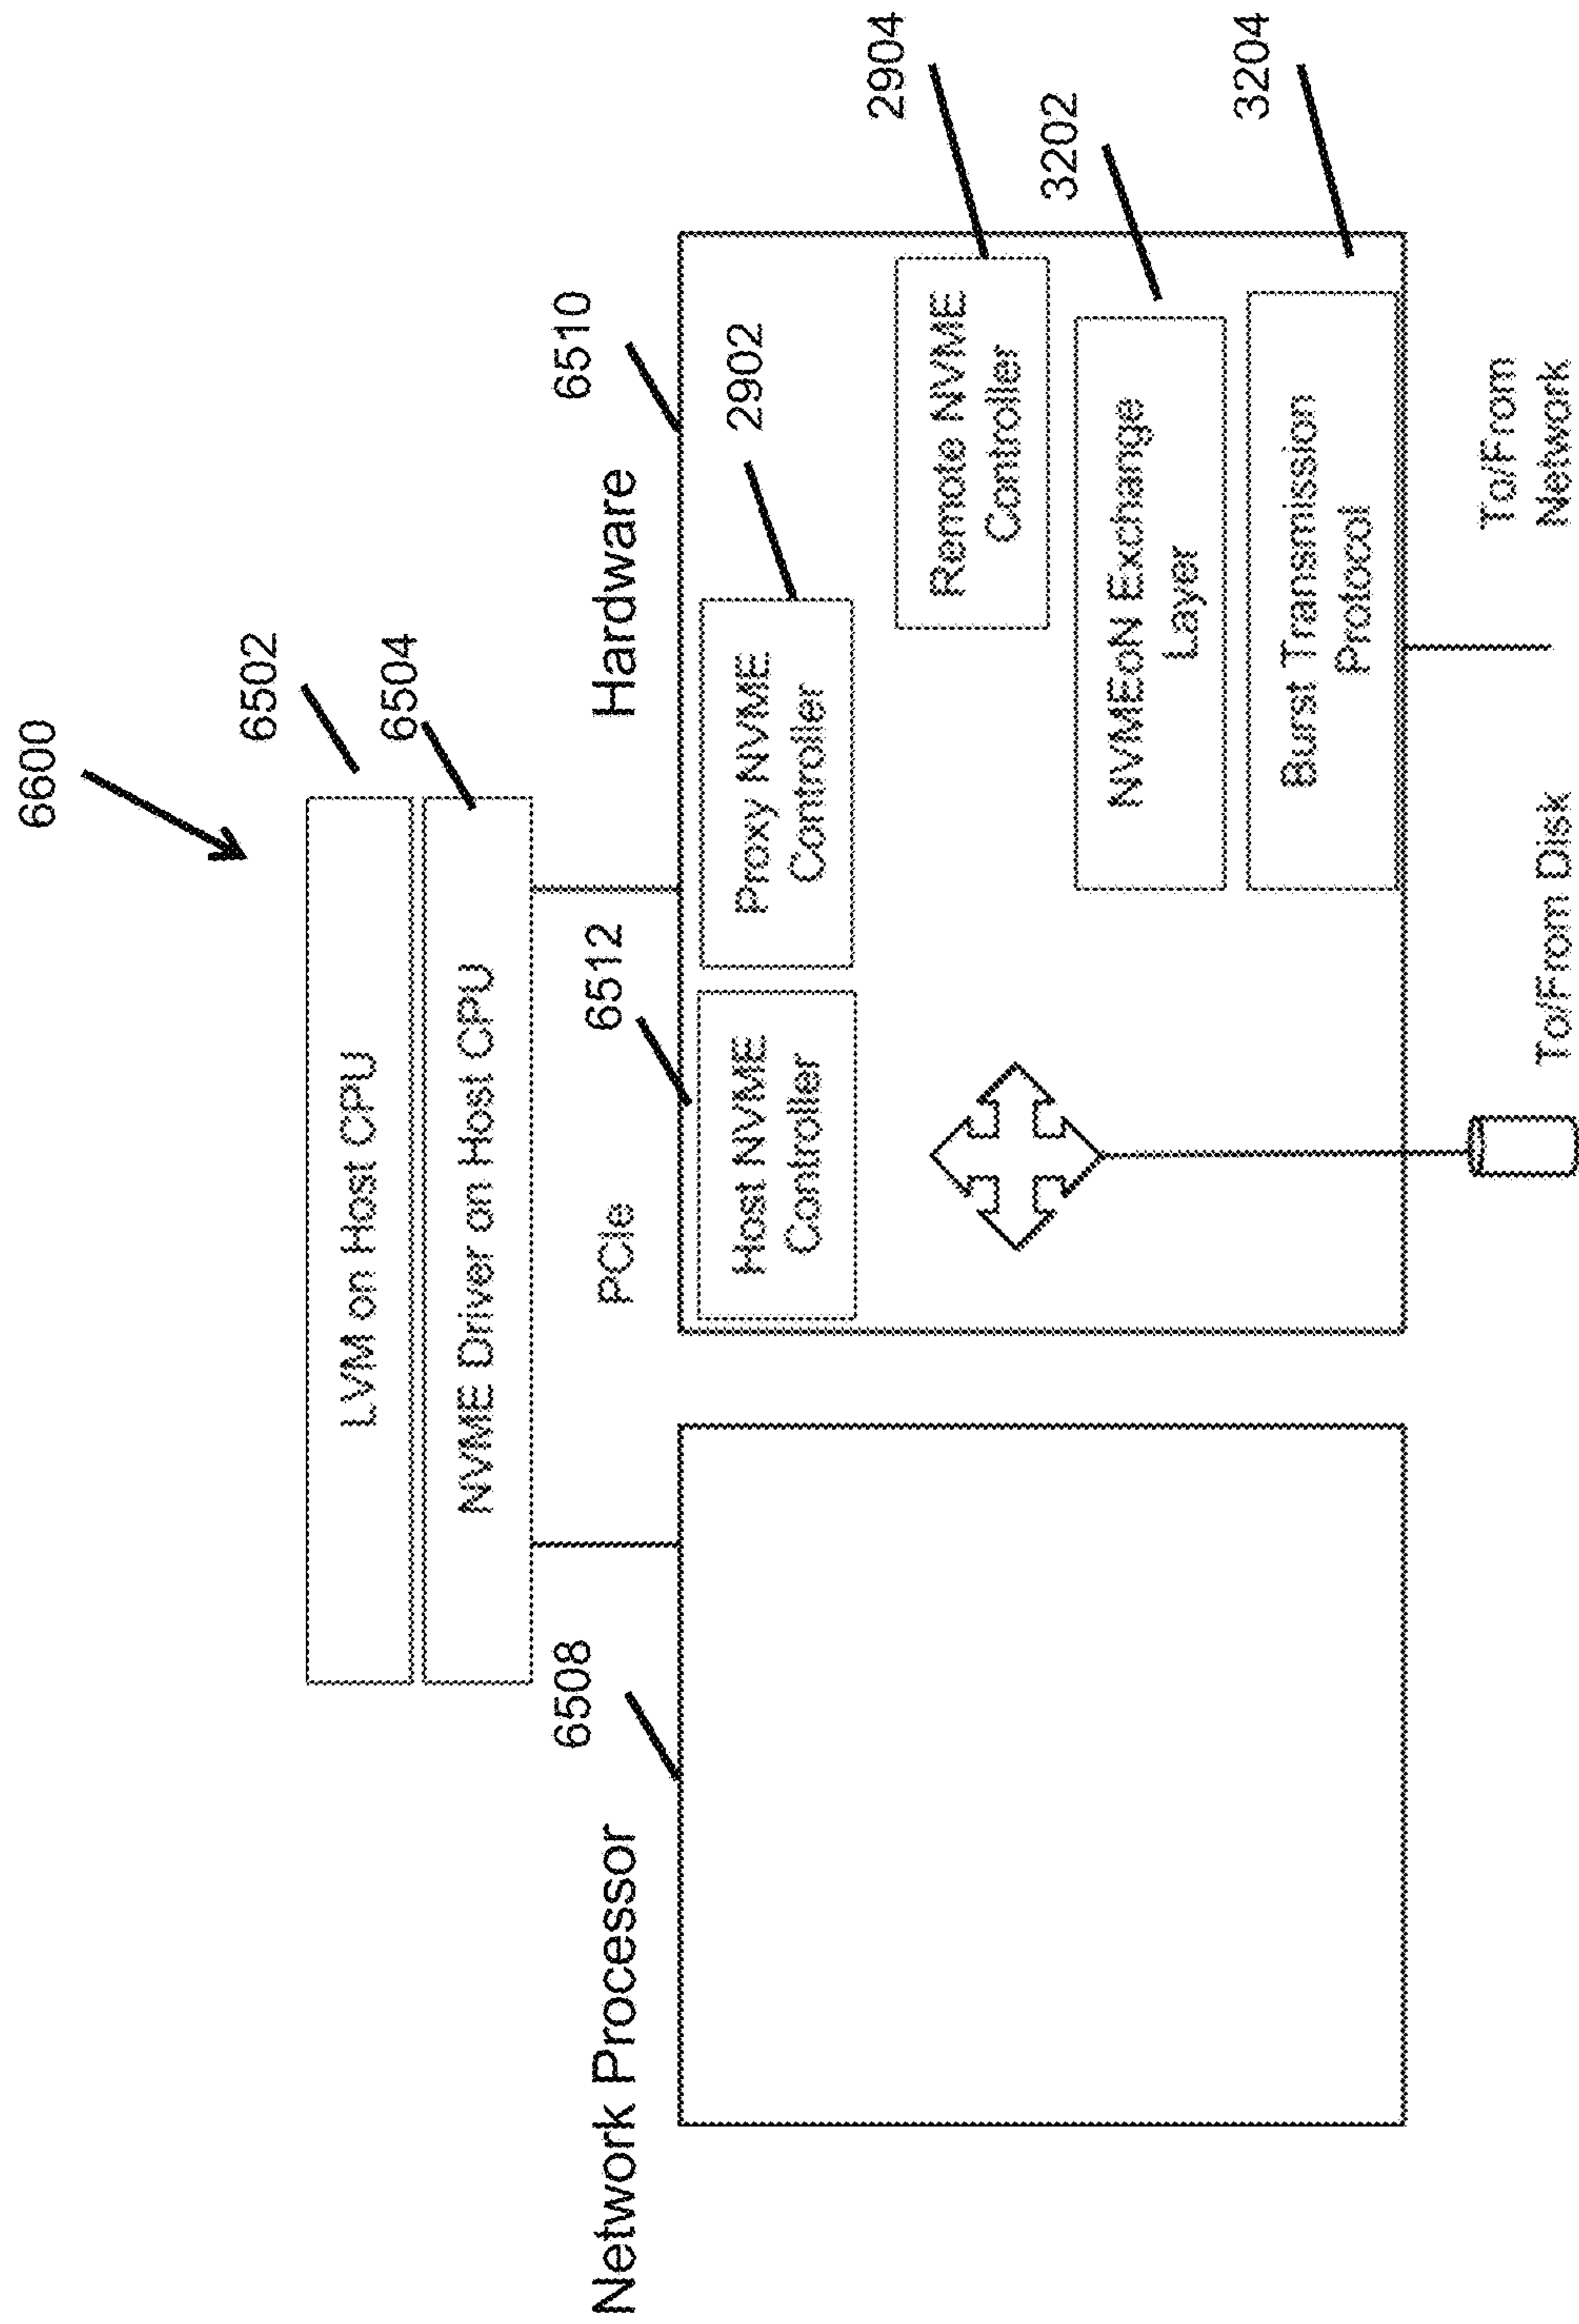 6600
6502
LVM on Host CPU
6504
NVME Driver on Host CPU
6508
PCIe
6512
6510
Network Processor
Hardware
2902
Host NVME
Controller
Proxy NVME
Controller
2904
Remote NVME
Controller
3202
NVMEoN Exchange
Layer
3204
Burst Transmission
Protocol
To/From Disk
To/From
Network